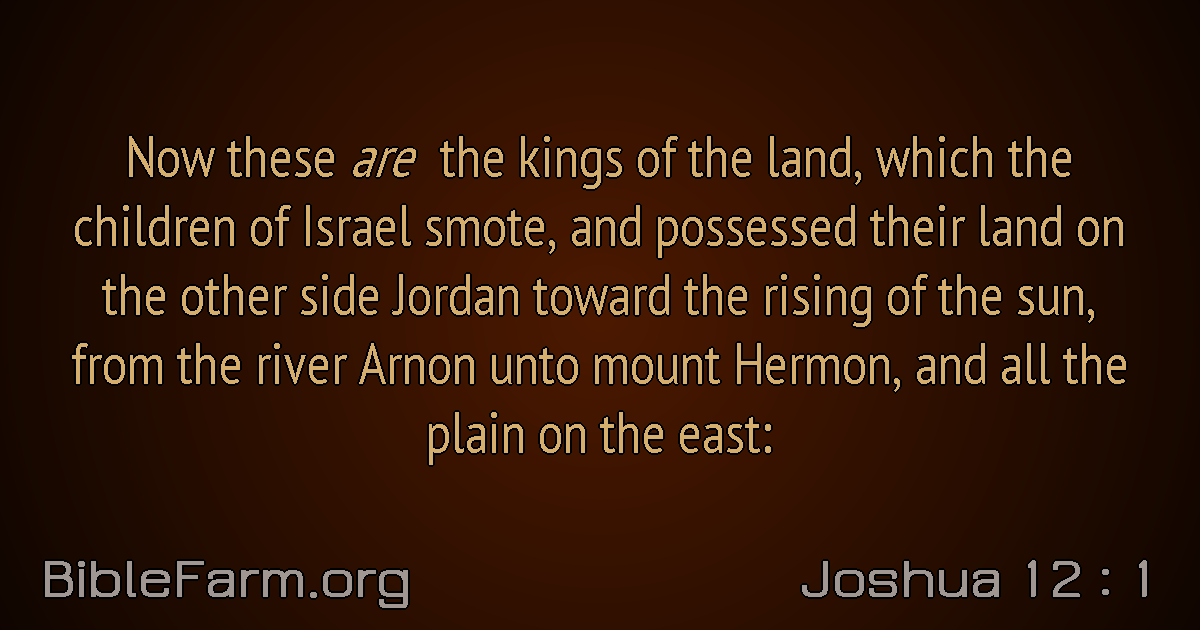 Now these are the kings of the land, which the
children of Israel smote, and possessed their land on
the other side Jordan toward the rising of the sun,
from the river Arnon unto mount Hermon, and all the
plain on the east:
BibleFarm.org
Joshua 12 : 1